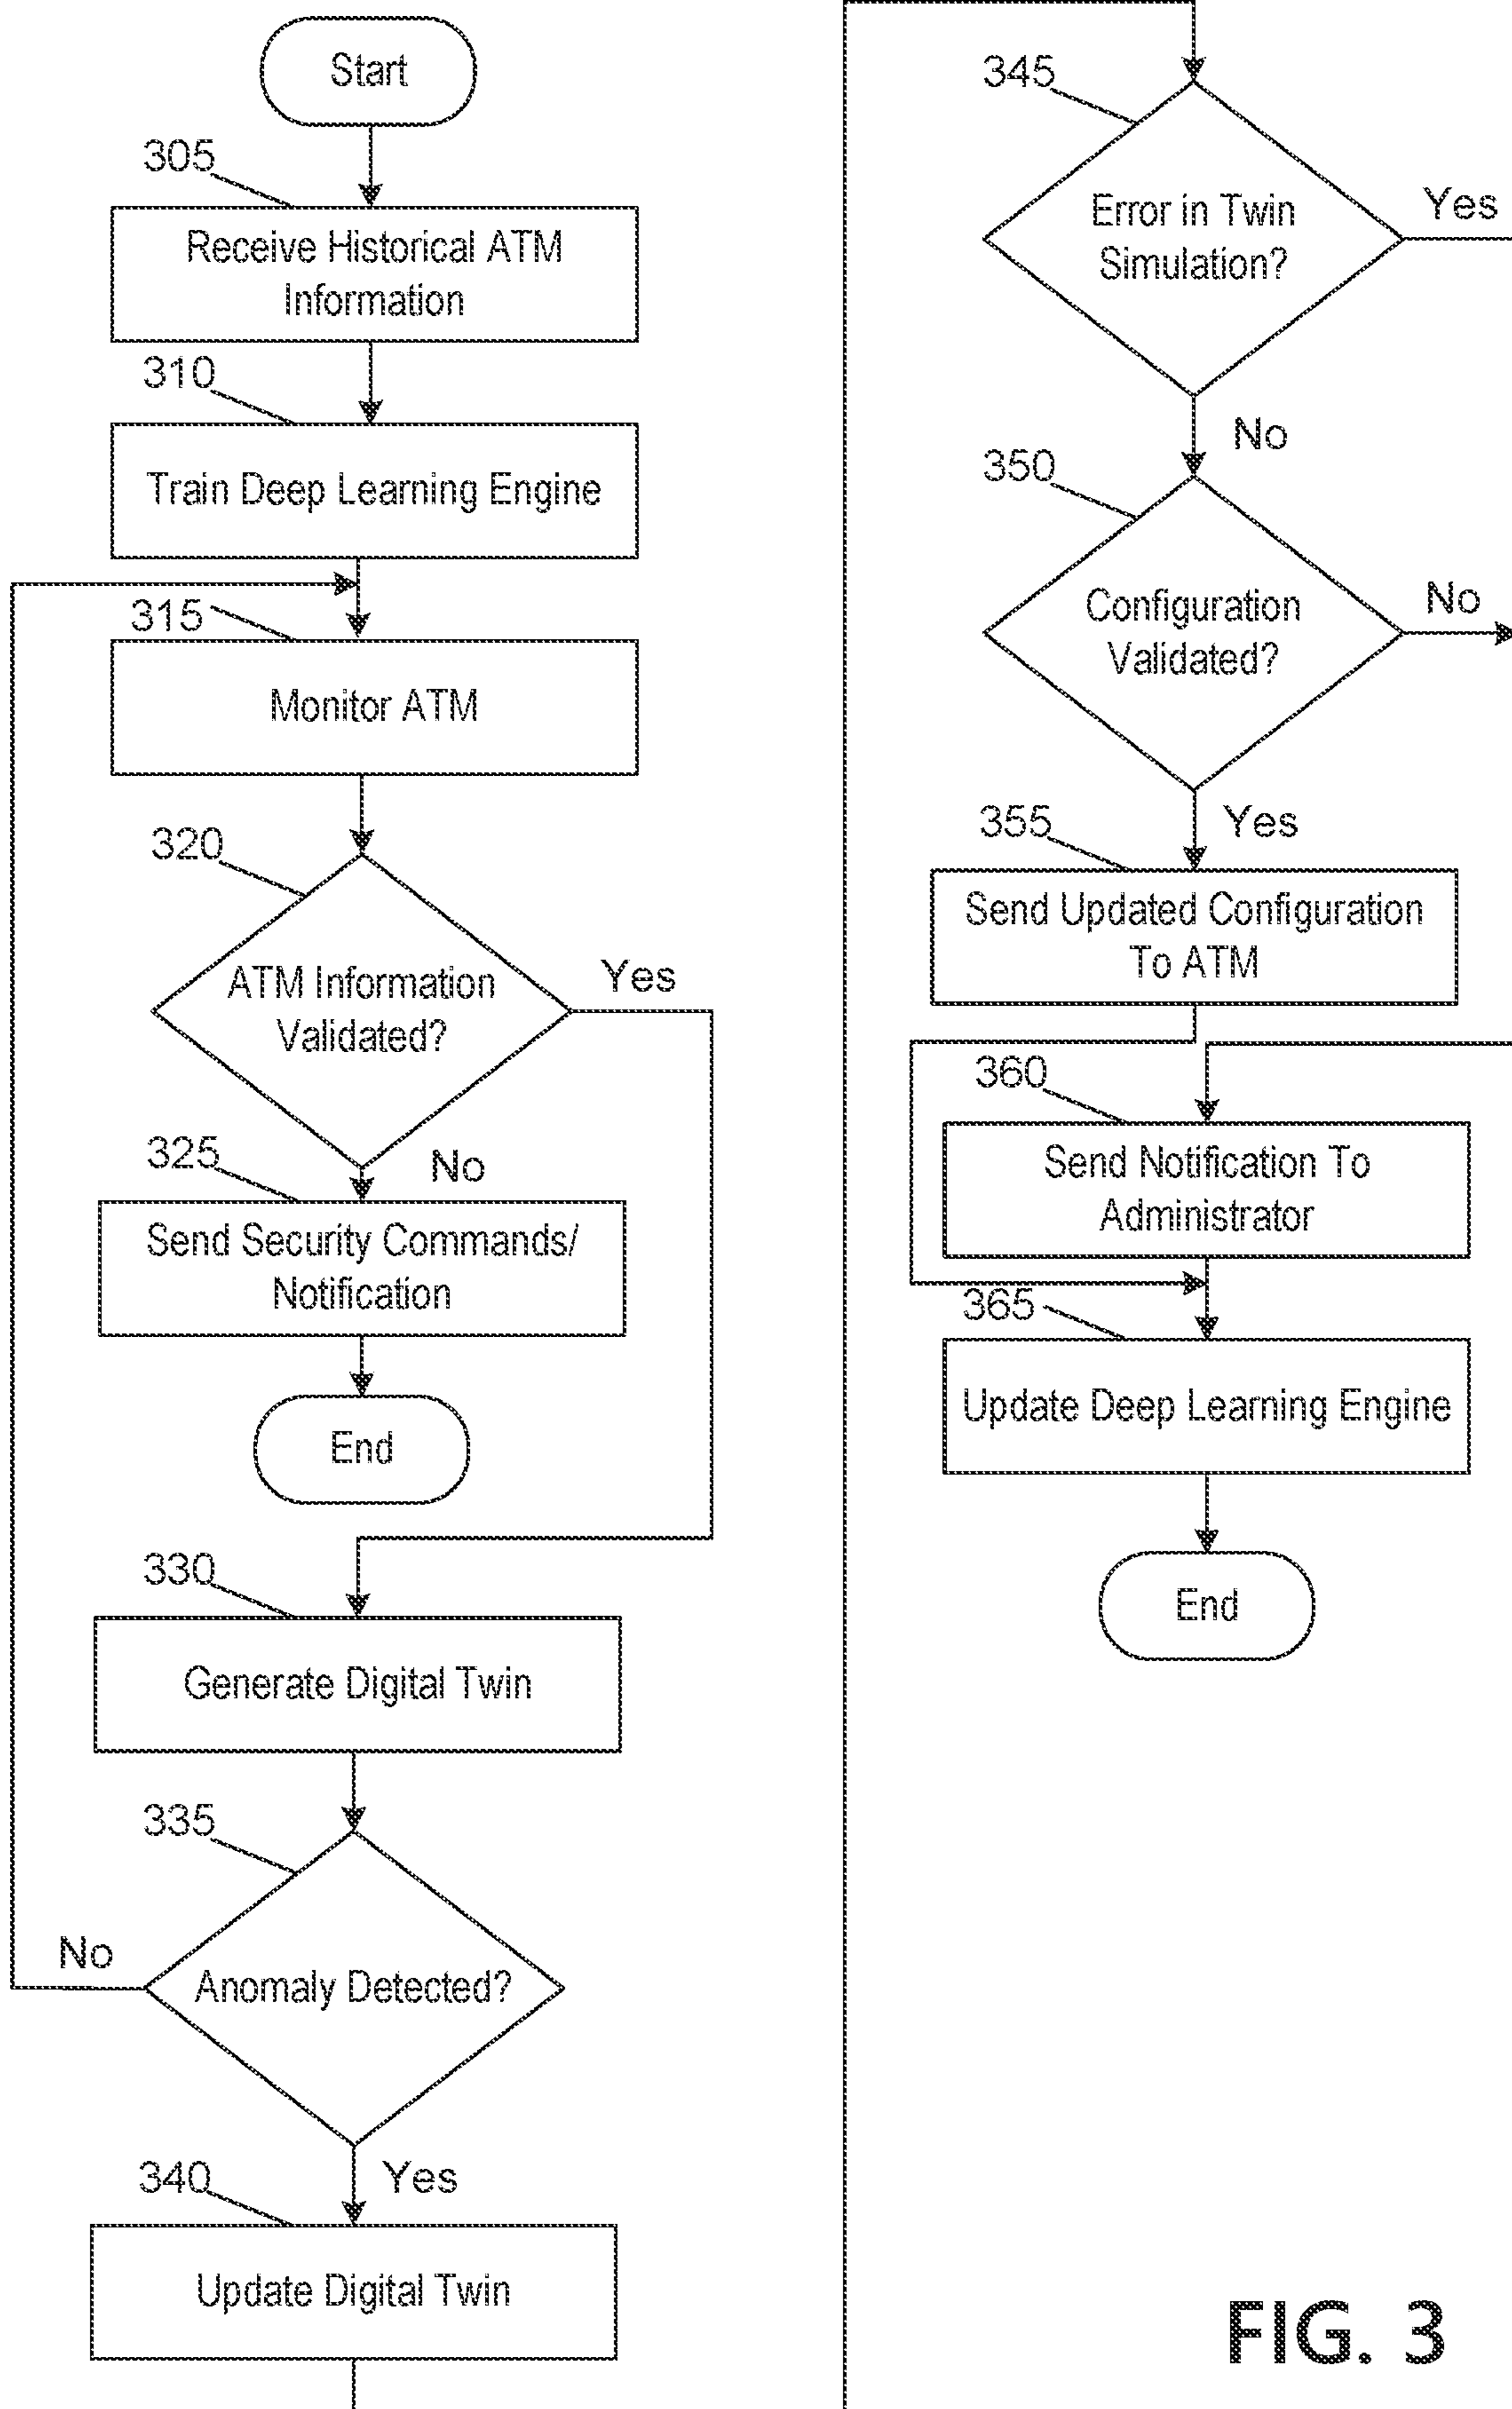 Start
305
Receive Historical ATM
Information
310
Train Deep Learning Engine
315
Monitor ATM
320
ATM Information
Validated?
Yes
325
No
Send Security Commands/
Notification
End
330
Generate Digital Twin
335
No
Anomaly Detected?
340
Yes
Update Digital Twin
345
Error in Twin
Simulation?
Yes
No
350
Configuration
Validated?
No
355
Yes
Send Updated Configuration
To ATM
360
Send Notification To
Administrator
365
Update Deep Learning Engine
End
FIG. 3